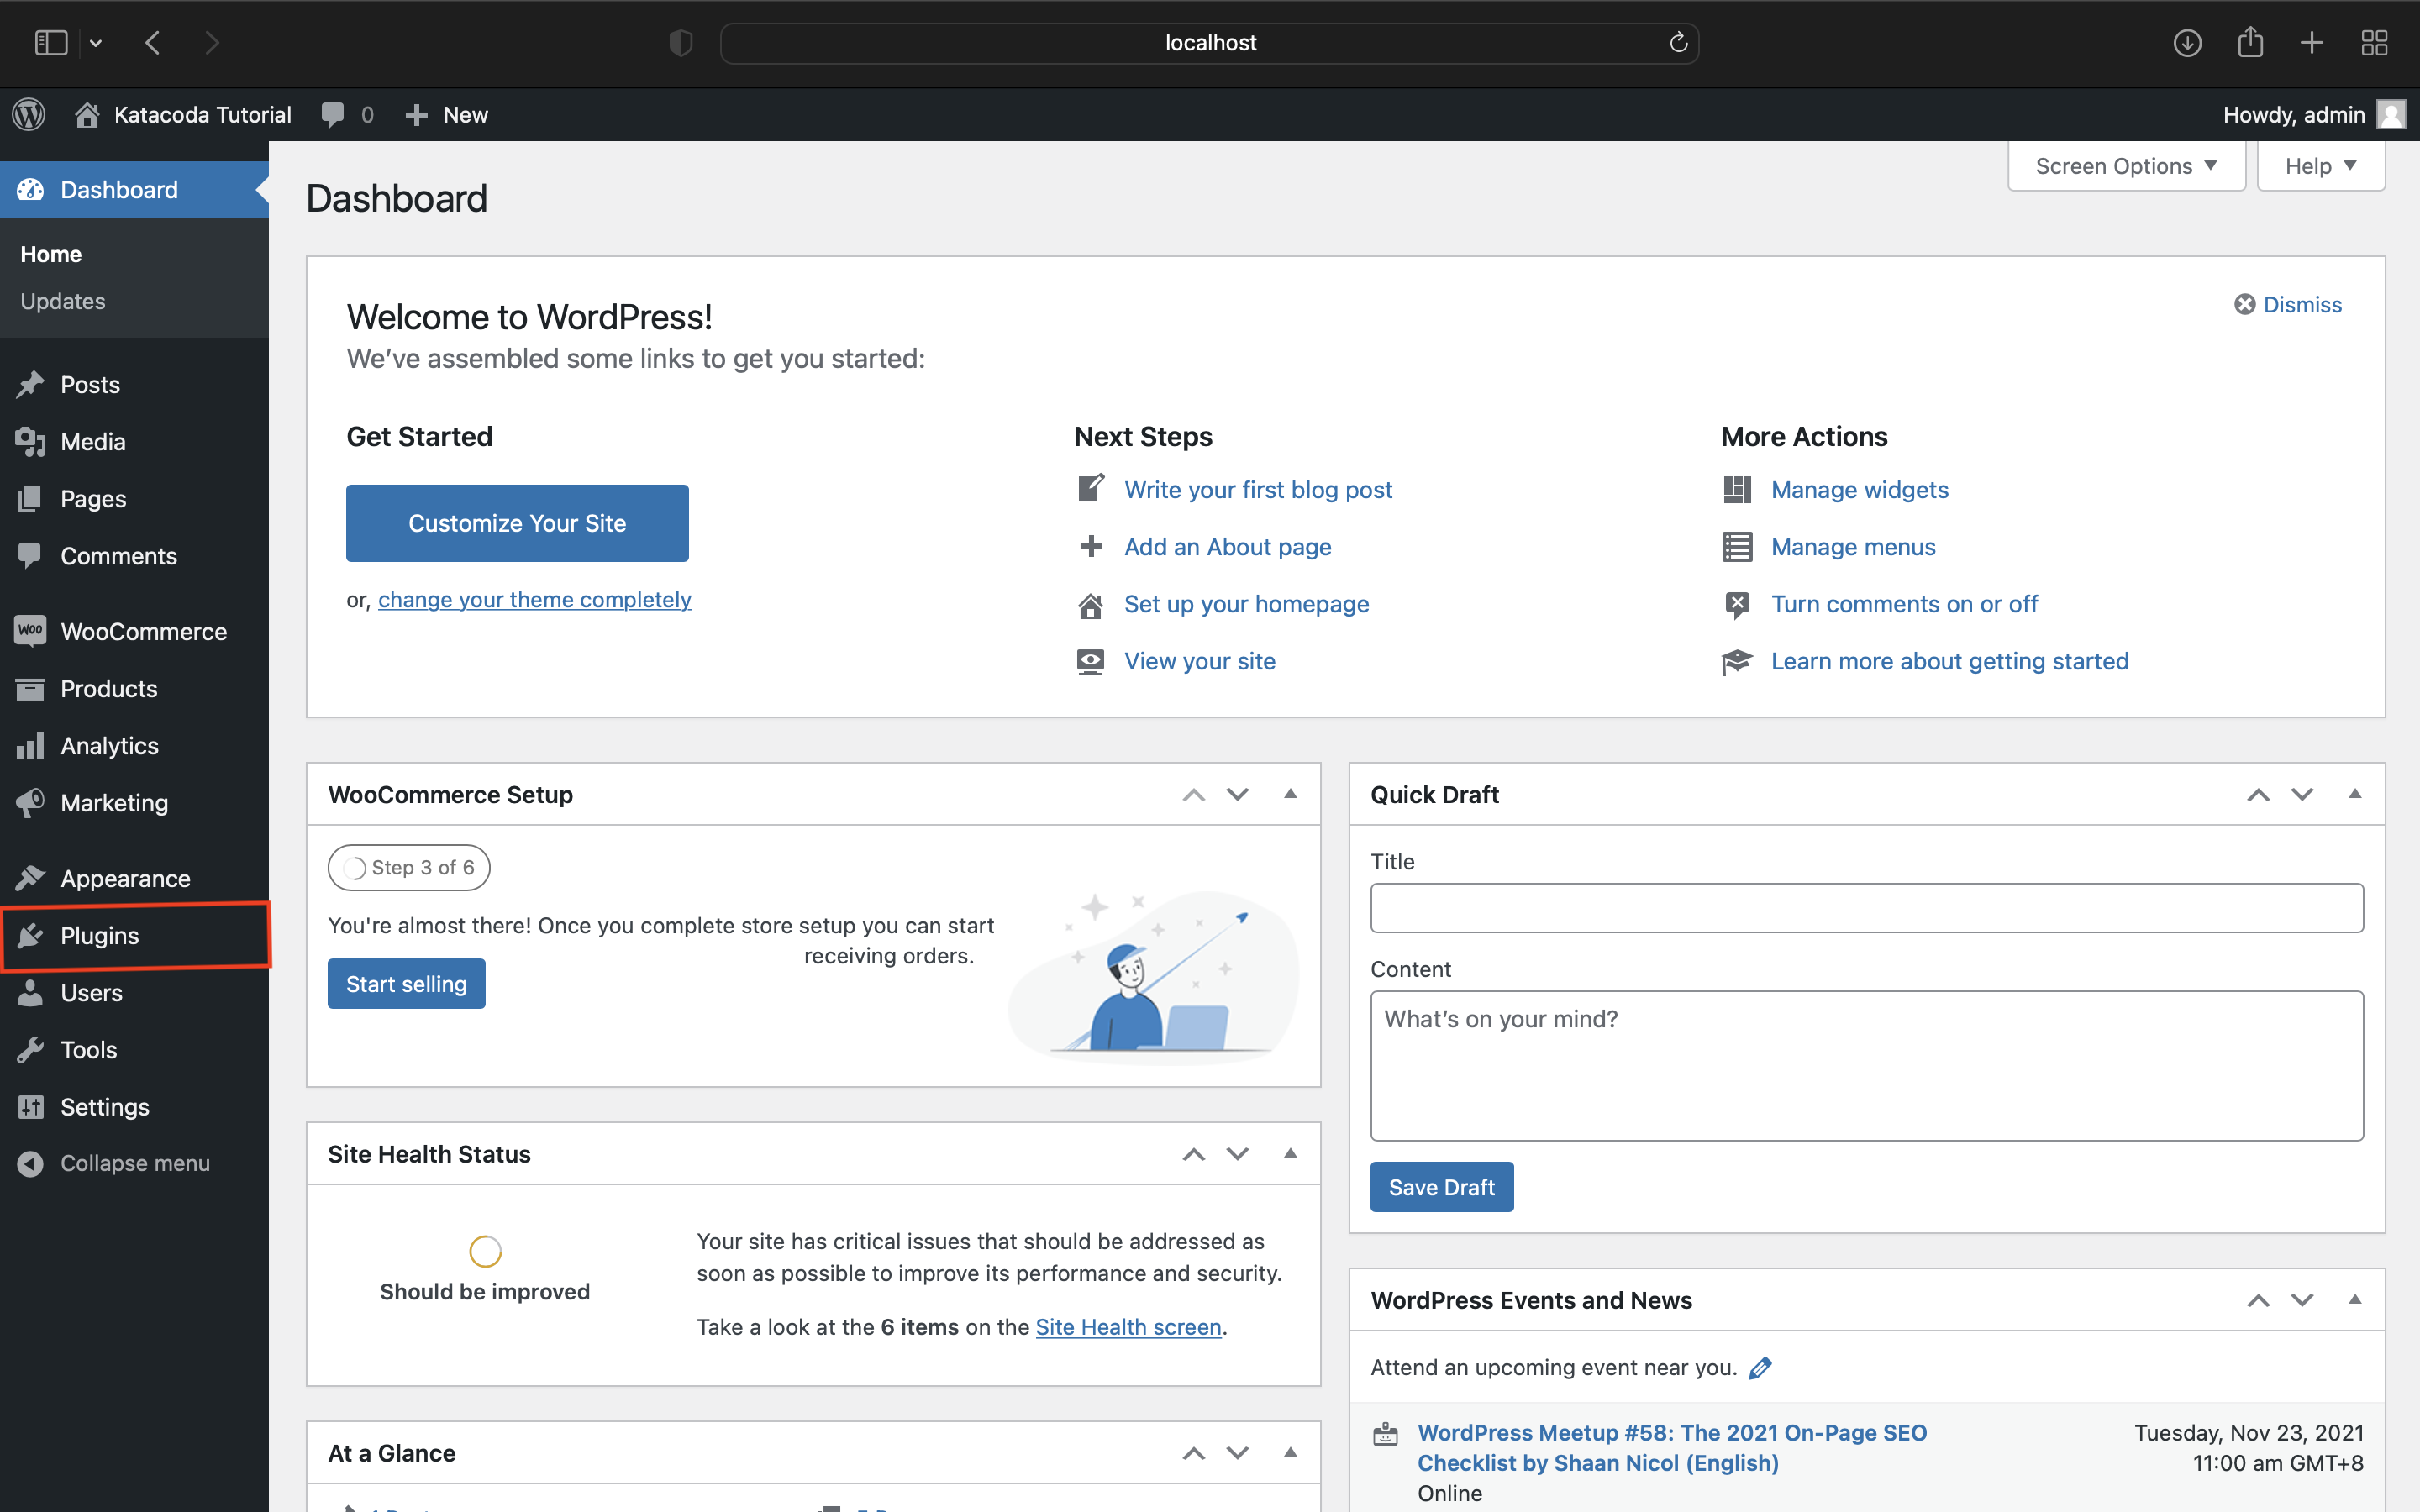 localhost
Katacoda Tutorial
0
New
Howdy, admin
Dashboard
Home
Updates
Posts
Media
Pages
Comments
Woo
WooCommerce
Products
Analytics
Marketing
Appearance
Plugins
Users
Tools
Settings
Collapse menu
Screen Options
Help
Dashboard
Welcome to WordPress!
We’ve assembled some links to get you started:
Dismiss
Get Started
Customize Your Site
or, change your theme completely
Next Steps
Write your first blog post
Add an About page
Set up your homepage
View your site
More Actions
Manage widgets
Manage menus
Turn comments on or off
Learn more about getting started
WooCommerce Setup
Step 3 of 6
You're almost there! Once you complete store setup you can start
receiving orders.
Start selling
Site Health Status
Should be improved
Your site has critical issues that should be addressed as
soon as possible to improve its performance and security.
Take a look at the 6 items on the Site Health screen.
At a Glance
Quick Draft
Title
Content
What’s on your mind?
Save Draft
WordPress Events and News
Attend an upcoming event near you.
WordPress Meetup #58: The 2021 On-Page SEO
Checklist by Shaan Nicol (English)
Online
Tuesday, Nov 23, 2021
11:00 am GMT+8